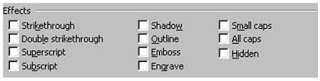 Effects
Strikethrough Shadow Small caps
Double strikethrough Outline All caps
Superscript Emboss Hidden
Subscript Engrave